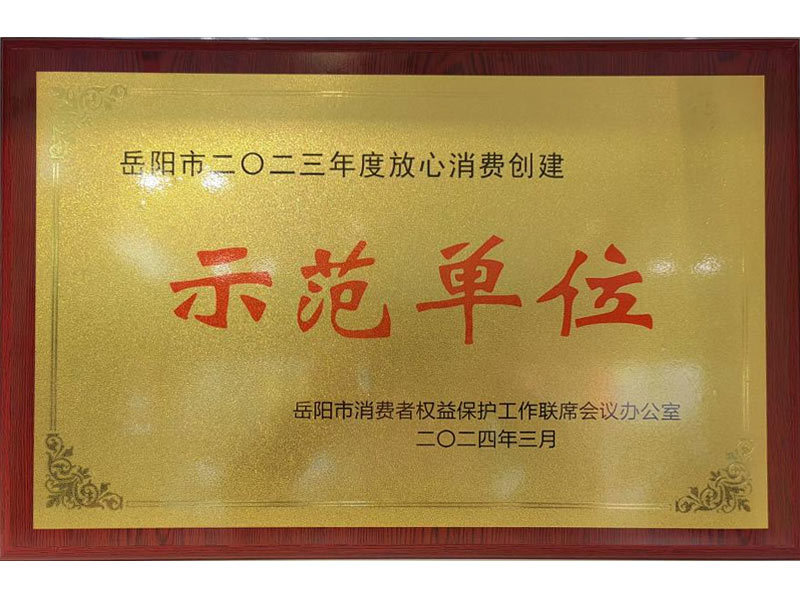 岳阳市二〇二三年度放心消费创建
示范单位
岳阳市消费者权益保护工作联席会议办公室
二〇二四年三月